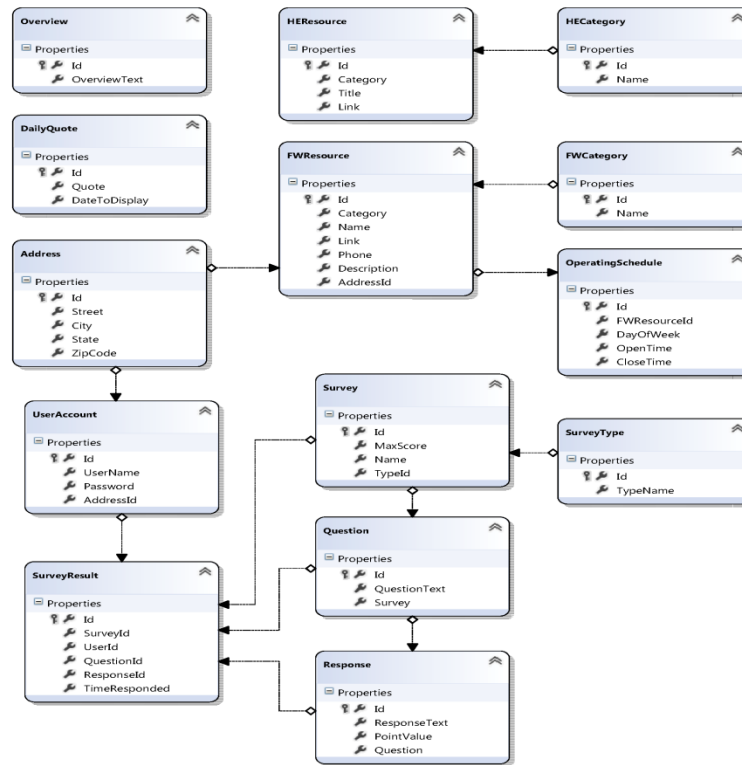 Overview
Properties
Id
OverviewText
HEResource
Properties
Id
Category
Title
Link
HECategory
Properties
Id
Name
DailyQuote
Properties
Id
Quote
DateToDisplay
FWResource
Properties
Id
Category
Name
Link
Phone
Description
AddressId
FWCategory
Properties
Id
Name
Address
Properties
Id
Street
City
State
ZipCode
OperatingSchedule
Properties
Id
FWResourceId
DayOfWeek
OpenTime
CloseTime
UserAccount
Properties
Id
UserName
Password
AddressId
Survey
Properties
Id
MaxScore
Name
TypeId
SurveyType
Properties
Id
TypeName
SurveyResult
Properties
Id
SurveyId
UserId
QuestionId
ResponseId
TimeResponded
Question
Properties
Id
QuestionText
Survey
Response
Properties
Id
ResponseText
PointValue
Question